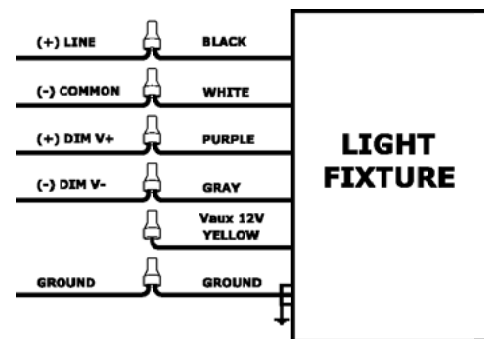 (+) LINE BLACK
(-) COMMON WHITE
(+) DIM V+ PURPLE
(-) DIM V- GRAY
Vaux 12V
YELLOW
GROUND GROUND
LIGHT
FIXTURE